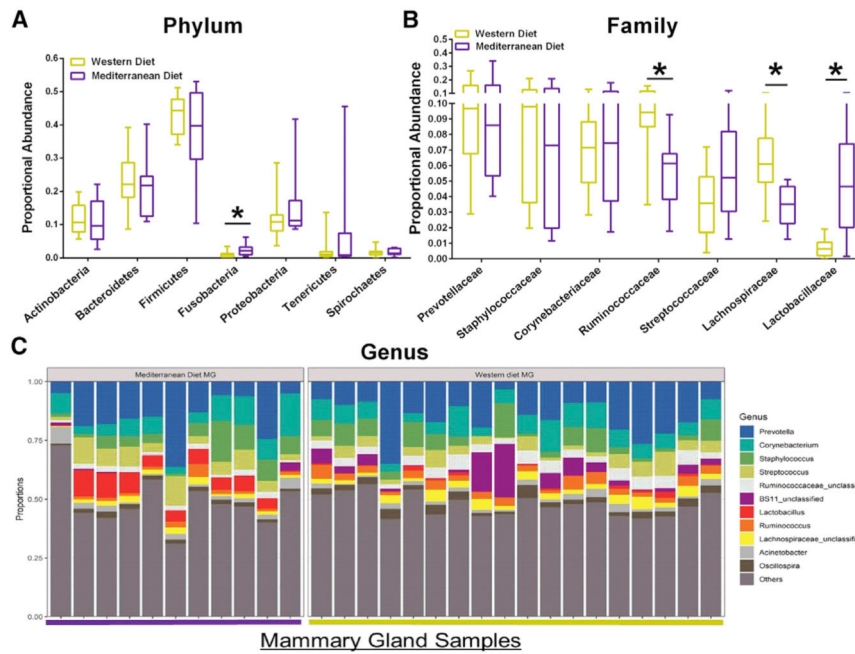 A
Phylum
Western Diet
Mediterranean Diet
Proportional Abundance
0.6
0.5
0.4
0.3
0.2
0.1
0.0
*
Actinobacteria
Bacteroidetes
Firmicutes
Fusobacteria
Proteobacteria
Tenericutes
Spirochaetes
B
Family
Western Diet
Mediterranean Diet
Proportional Abundance
0.5
0.4
0.3
0.2
0.1
0.10
0.09
0.08
0.07
0.06
0.05
0.04
0.03
0.02
0.01
0.00
* * *
Prevotellaceae
Staphylococcaceae
Corynebacteriaceae
Ruminococcaceae
Streptococcaceae
Lachnospiraceae
Lactobacillaceae
C
Genus
Mediterranean Diet MG
Western diet MG
Proportions
1.00
0.75
0.50
0.25
0.00
Genus
Prevotella
Corynebacterium
Staphylococcus
Streptococcus
Ruminococcaceae_unclass
BS11_unclassified
Lactobacillus
Ruminococcus
Lachnospiraceae_unclassifi
Acinetobacter
Oscillospira
Others
Mammary Gland Samples